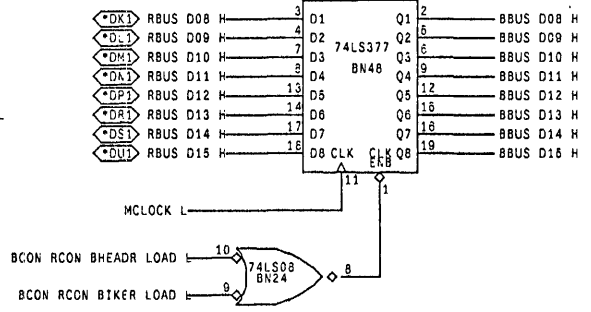 *DK1 RBUS D08 H 3 D1 Q1 2 BBUS D08 H
*DL1 RBUS D09 H 4 D2 Q2 5 BBUS D09 H
*DM1 RBUS D10 H 7 D3 74LS377 Q3 6 BBUS D10 H
*DN1 RBUS D11 H 8 D4 BN48 Q4 9 BBUS D11 H
*DP1 RBUS D12 H 13 D5 Q5 12 BBUS D12 H
*DR1 RBUS D13 H 14 D6 Q6 15 BBUS D13 H
*DS1 RBUS D14 H 17 D7 Q7 16 BBUS D14 H
*DU1 RBUS D15 H 18 D8 CLK CLK Q8 19 BBUS D15 H
ENB
11 1
MCLOCK L
BCON RCON BHEADR LOAD L 10
74LS08 8
BN24
BCON RCON BIKER LOAD L 9